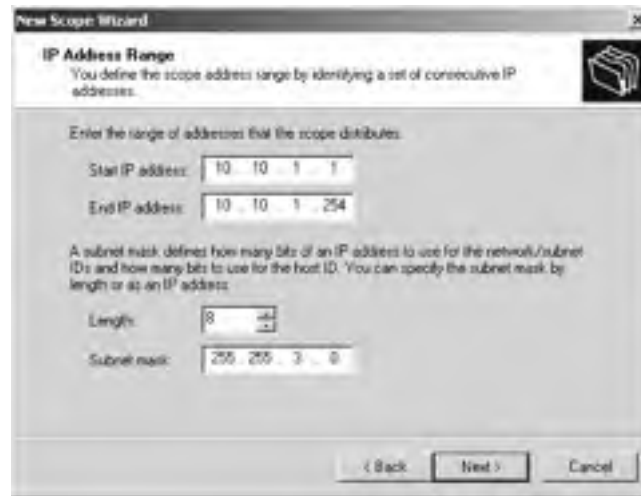 New Scope Wizard
IP Address Range
You define the scope address range by identifying a set of consecutive IP
addresses.
Enter the range of addresses that the scope distributes.
Start IP address: 10 . 10 . 1 . 1
End IP address: 10 . 10 . 1 . 254
A subnet mask defines how many bits of an IP address to use for the network/subnet
IDs and how many bits to use for the host ID. You can specify the subnet mask by
length or as an IP address.
Length: 8
Subnet mask: 255 . 255 . 3 . 0
< Back
Next >
Cancel